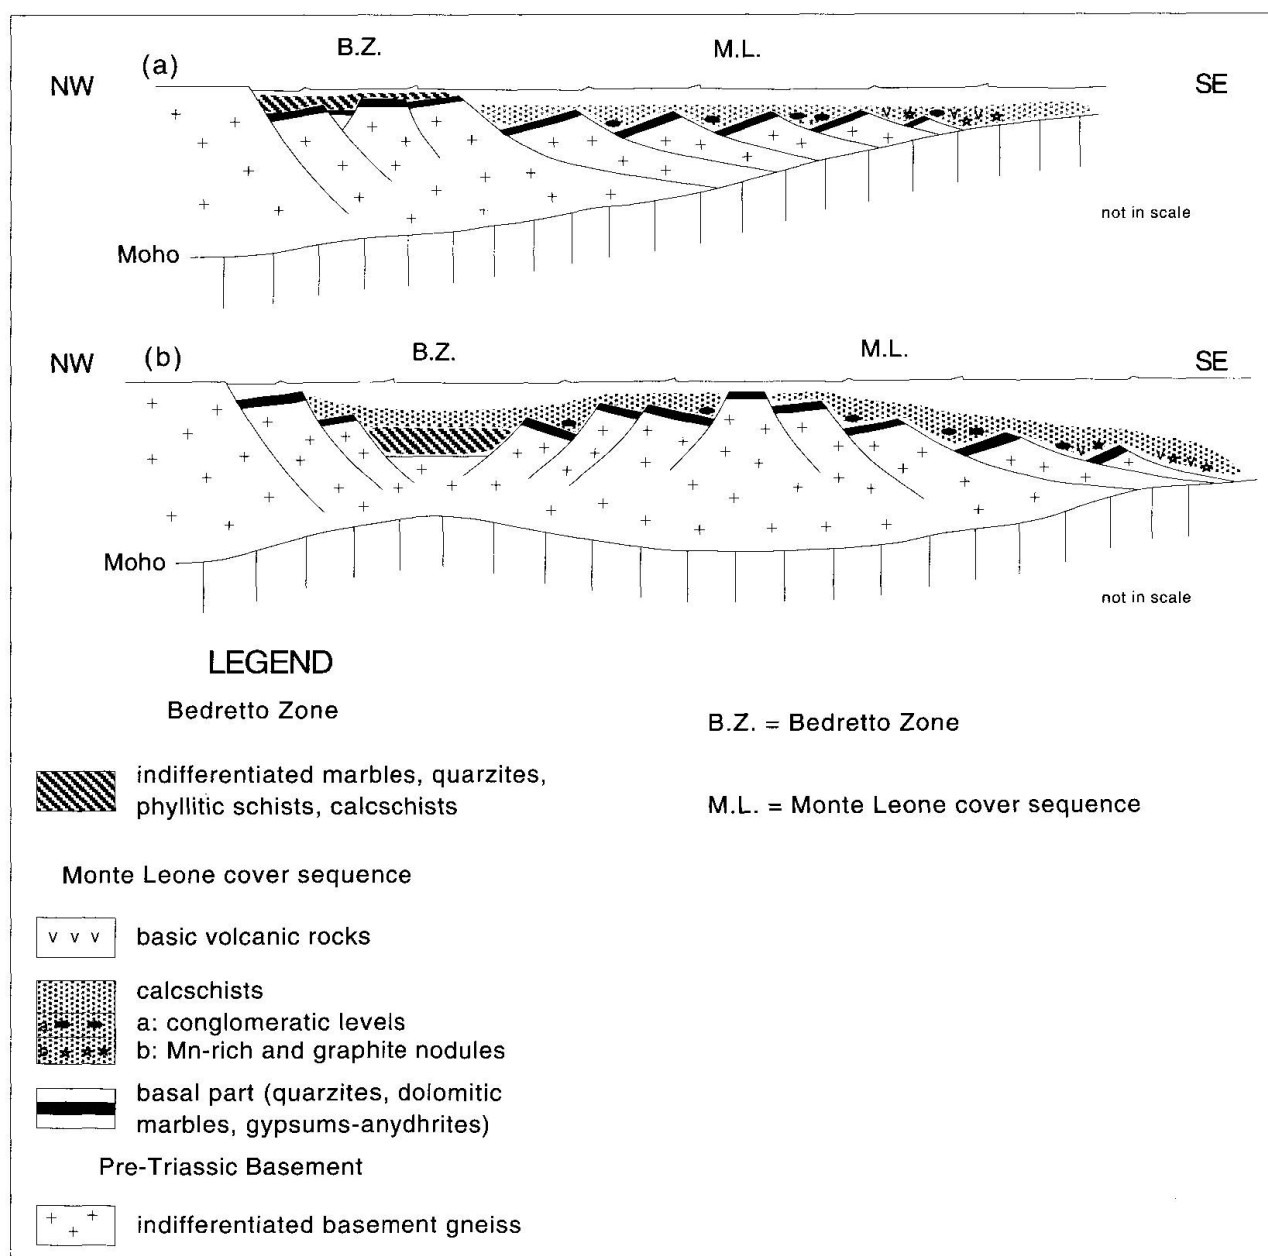 B.Z.
M.L.
NW
(a)
SE
not in scale
Moho
B.Z.
M.L.
NW
(b)
SE
Moho
not in scale
LEGEND
Bedretto Zone
B.Z. = Bedretto Zone
indifferentiated marbles, quarzites,
phyllitic schists, calcschists
M.L. = Monte Leone cover sequence
Monte Leone cover sequence
v v v
basic volcanic rocks
calcschists
a
a: conglomeratic levels
b: Mn-rich and graphite nodules
basal part (quarzites, dolomitic
marbles, gypsums-anydhrites)
Pre-Triassic Basement
indifferentiated basement gneiss